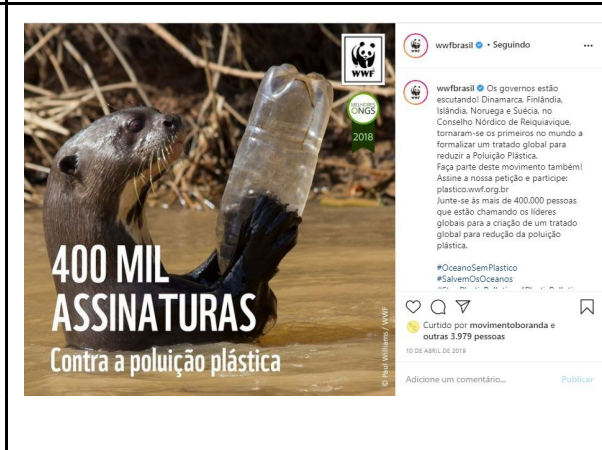 WWF
MELHORES
ONGS
2018
400 MIL
ASSINATURAS
Contra a poluição plástica
© Paul Williams / WWF
wwfbrasil • Seguindo
wwfbrasil Os governos estão
escutando! Dinamarca, Finlândia,
Islândia, Noruega e Suécia, no
Conselho Nórdico de Reiquiavique,
tornaram-se os primeiros no mundo a
formalizar um tratado global para
reduzir a Poluição Plástica.
Faça parte deste movimento também!
Assine a nossa petição e participe:
plastico.wwf.org.br
Junte-se às mais de 400.000 pessoas
que estão chamando os líderes
globais para a criação de um tratado
global para redução da poluição
plástica.
#OceanoSemPlastico
#SalvemOsOceanos
Curtido por movimentoboranda e
outras 3.979 pessoas
10 DE ABRIL DE 2019
Adicione um comentário...
Publicar